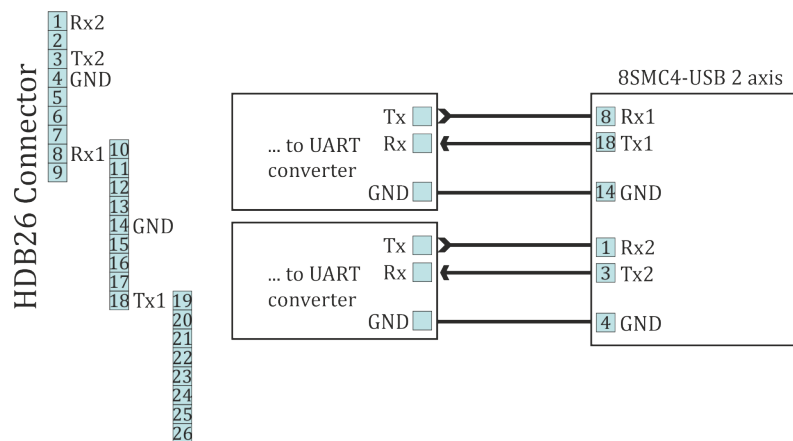 HDB26 Connector
1 Rx2
2
3 Tx2
4 GND
5
6
7
8 Rx1
9
10
11
12
13
14 GND
15
16
17
18 Tx1
19
20
21
22
23
24
25
26
... to UART
converter
Tx
Rx
GND
... to UART
converter
Tx
Rx
GND
8SMC4-USB 2 axis
8 Rx1
18 Tx1
14 GND
1 Rx2
3 Tx2
4 GND